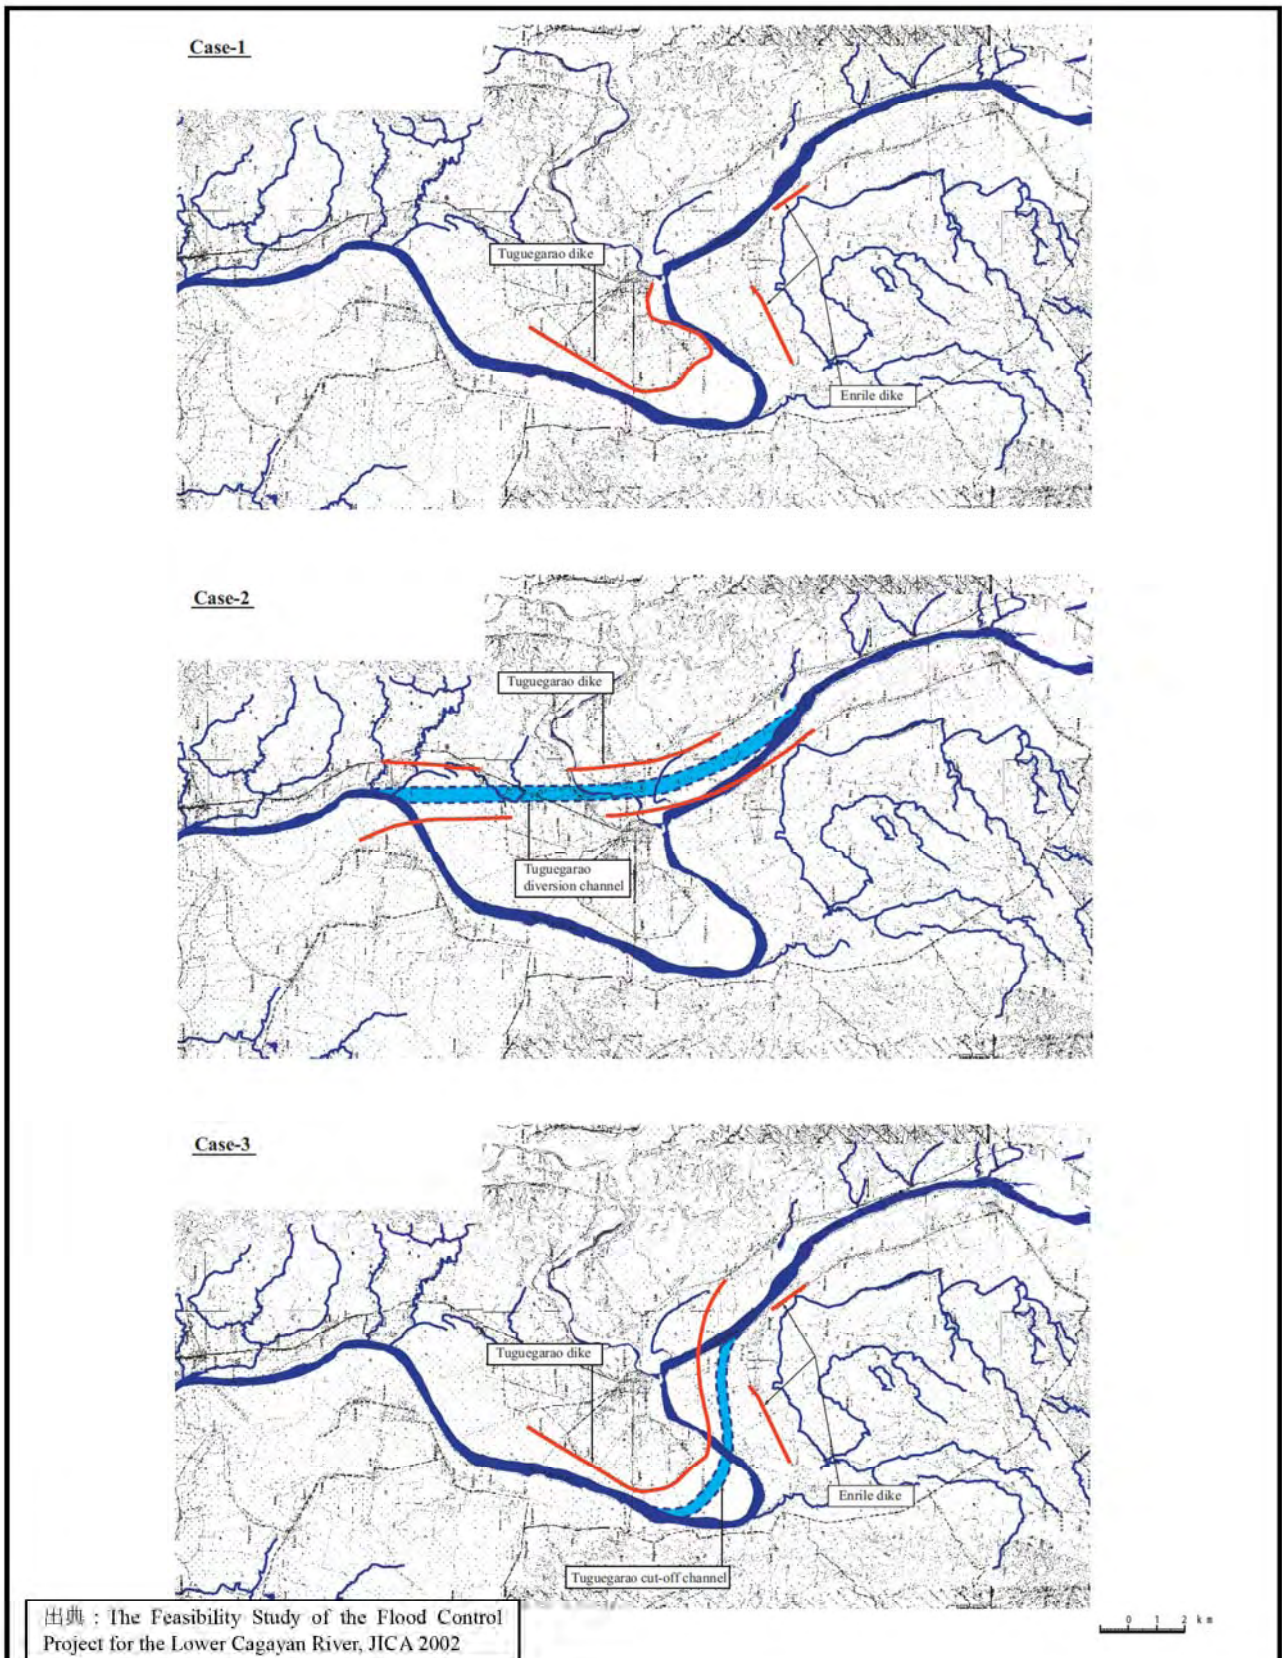 Case-1
Tuguegarao dike
Enrile dike
Case-2
Tuguegarao dike
Tuguegarao
diversion channel
Case-3
Tuguegarao dike
Enrile dike
Tuguegarao cut-off channel
出典 : The Feasibility Study of the Flood Control
Project for the Lower Cagayan River, JICA 2002
0 1 2 km